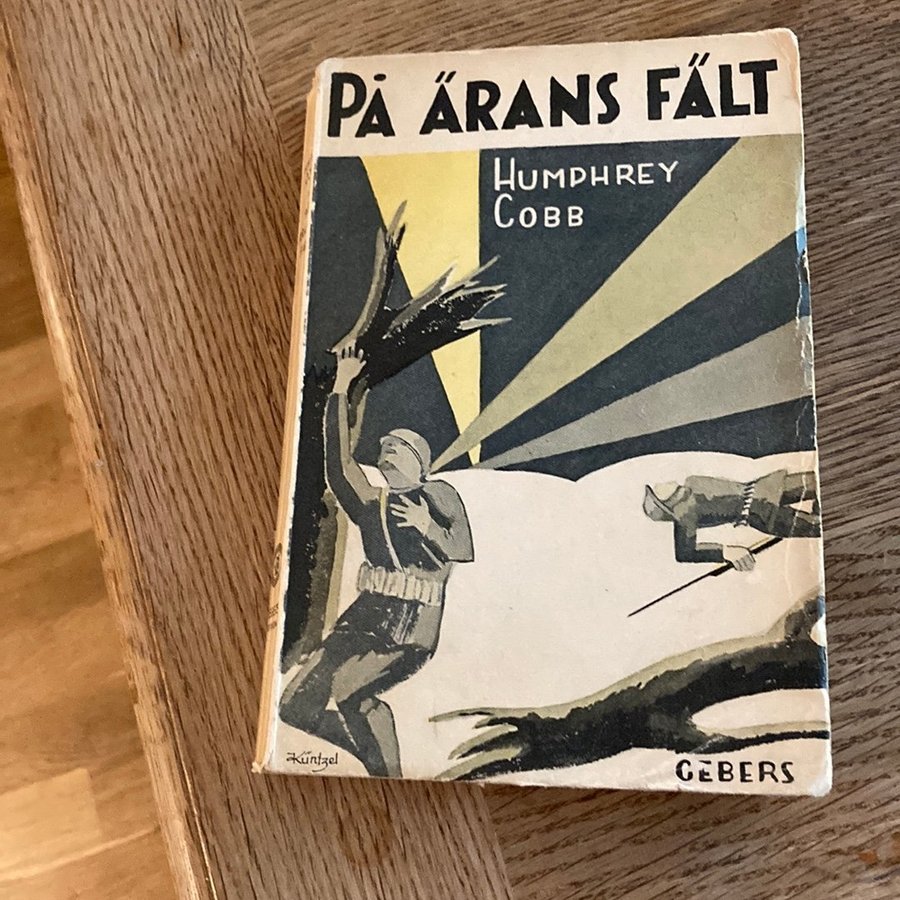 PÅ ÄRANS FÄLT
HUMPHREY
COBB
Küntzel
GEBERS